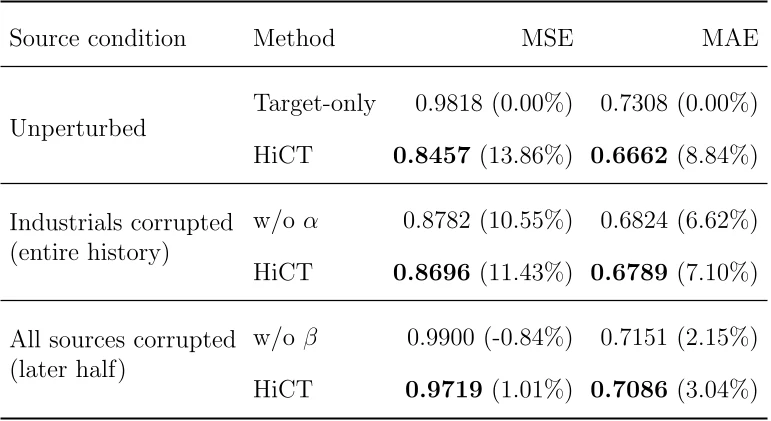 Source condition Method MSE MAE
Target-only 0.9818 (0.00%) 0.7308 (0.00%)
Unperturbed
HiCT 0.8457 (13.86%) 0.6662 (8.84%)
Industrials corrupted
(entire history)
w/o α 0.8782 (10.55%) 0.6824 (6.62%)
HiCT 0.8696 (11.43%) 0.6789 (7.10%)
All sources corrupted
(later half)
w/o β 0.9900 (-0.84%) 0.7151 (2.15%)
HiCT 0.9719 (1.01%) 0.7086 (3.04%)